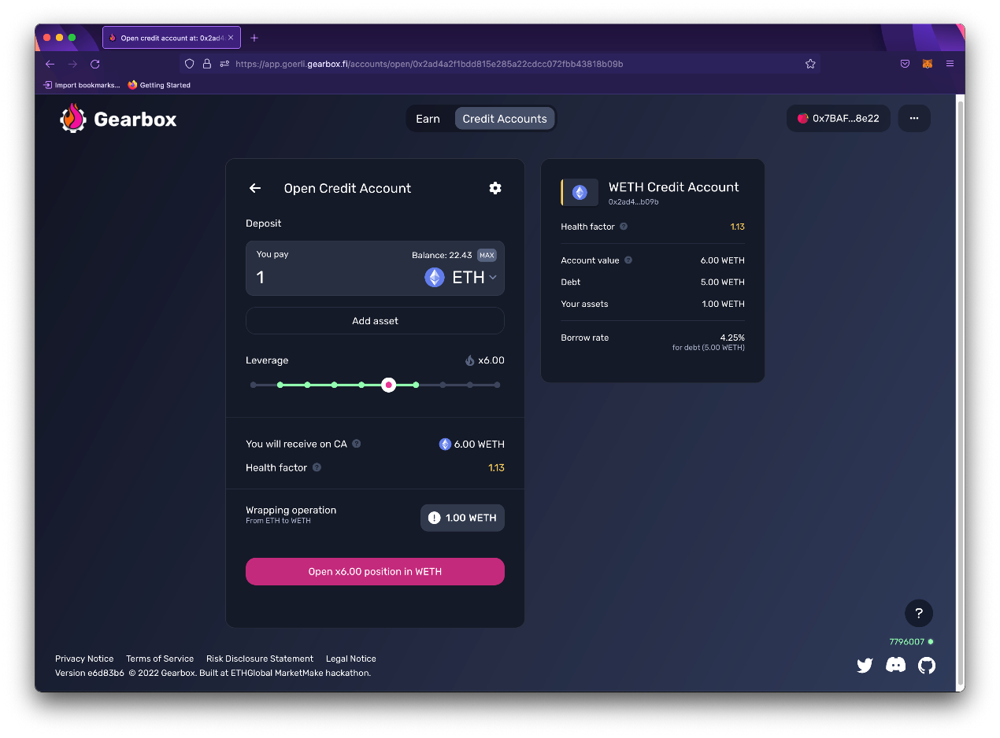 Open credit account at: 0x2ad4
https://app.goerli.gearbox.fi/accounts/open/0x2ad4a2f1bdd815e285a22cdcc072fbb43818b09b
Import bookmarks... Getting Started
Gearbox
Earn Credit Accounts
0x7BAF...8e22
Open Credit Account
Deposit
You pay Balance: 22.43 MAX
1 ETH
Add asset
Leverage x6.00
You will receive on CA ? 6.00 WETH
Health factor ? 1.13
Wrapping operation
From ETH to WETH
! 1.00 WETH
Open x6.00 position in WETH
WETH Credit Account
0x2ad4...b09b
Health factor ? 1.13
Account value ? 6.00 WETH
Debt 5.00 WETH
Your assets 1.00 WETH
Borrow rate 4.25%
for debt (5.00 WETH)
?
7796007
Privacy Notice Terms of Service Risk Disclosure Statement Legal Notice
Version e6d83b6 © 2022 Gearbox. Built at ETHGlobal MarketMake hackathon.